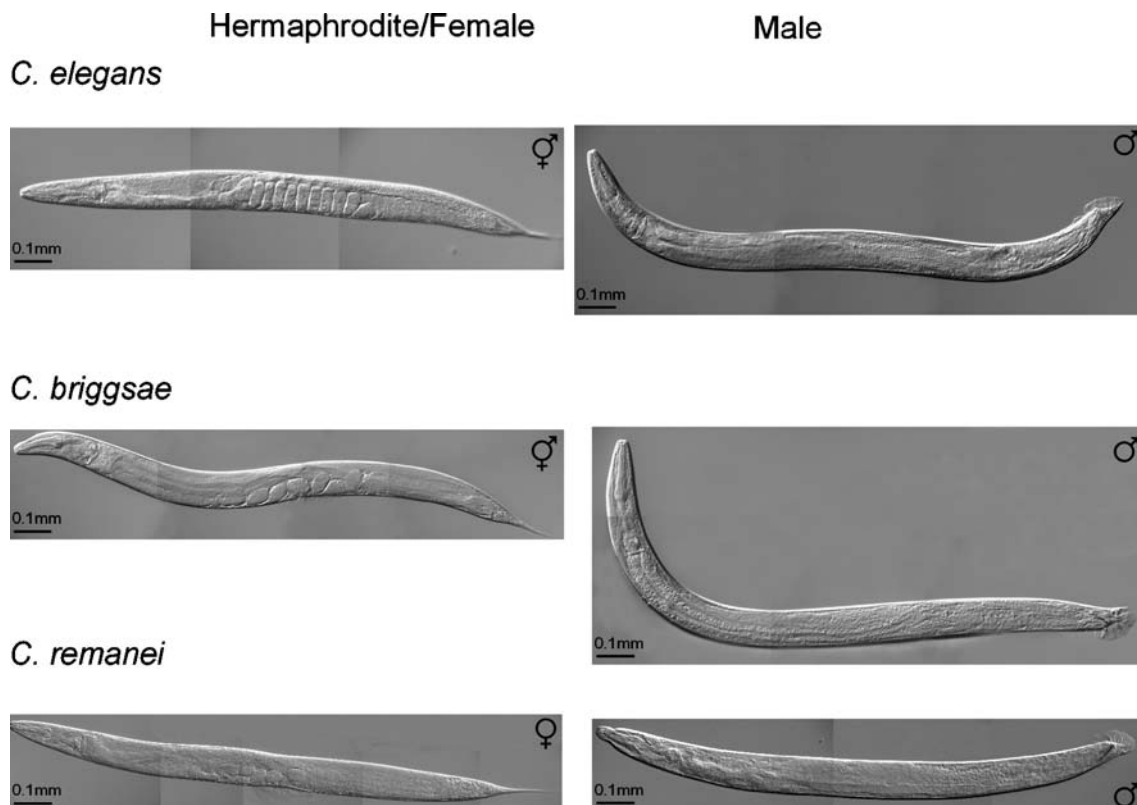 Hermaphrodite/Female
Male
C. elegans
⚥
♂
0.1mm
0.1mm
C. briggsae
⚥
♂
0.1mm
0.1mm
C. remanei
♀
♂
0.1mm
0.1mm